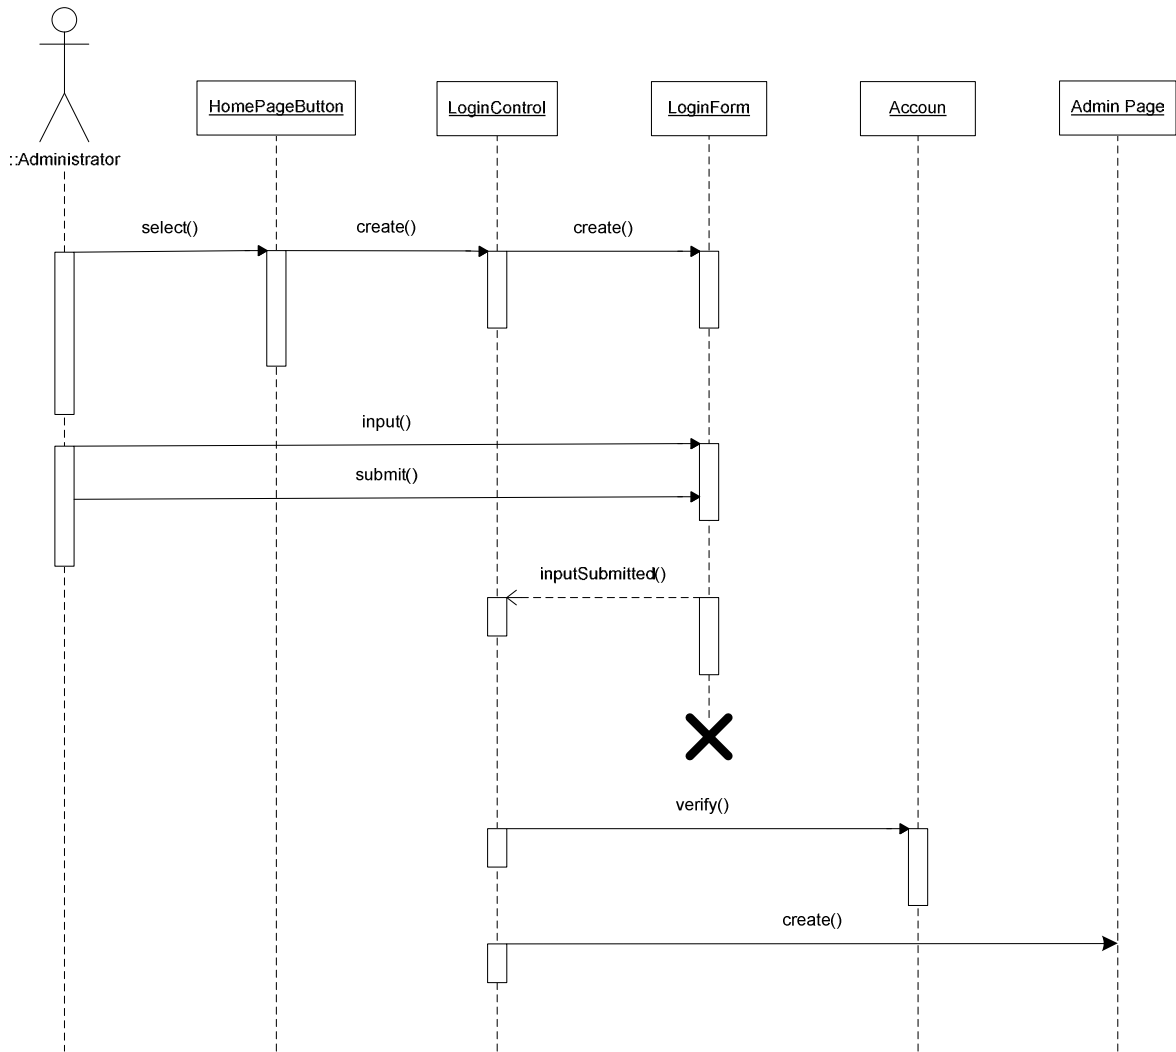 HomePageButton
LoginControl
LoginForm
Accoun
Admin Page
::Administrator
select()
create()
create()
input()
submit()
inputSubmitted()
verify()
create()